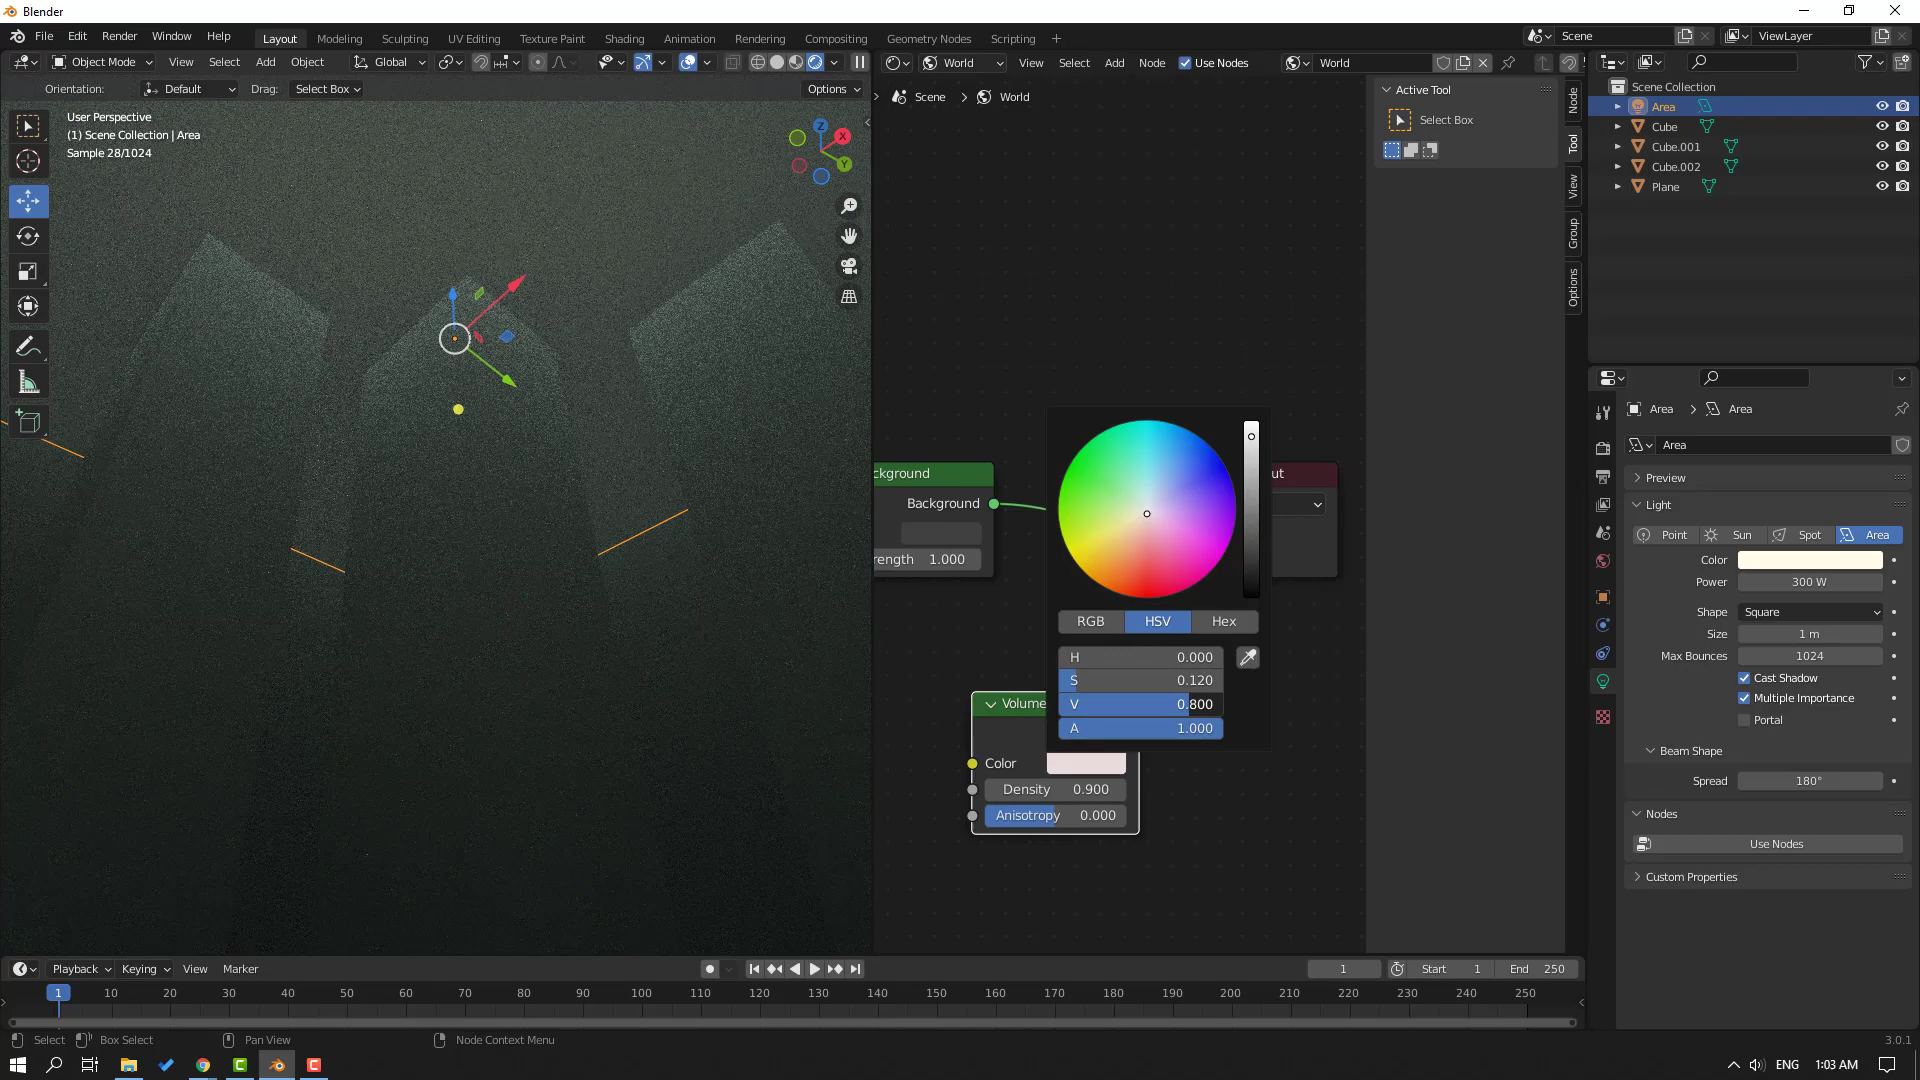 Blender
File Edit Render Window Help Layout Modeling Sculpting UV Editing Texture Paint Shading Animation Rendering Compositing Geometry Nodes Scripting + Scene ViewLayer
Object Mode View Select Add Object Global World View Select Add Node Use Nodes World
Orientation: Default Drag: Select Box Options
Scene World
Active Tool
Select Box
Node
Tool
View
Group
Options
User Perspective
(1) Scene Collection | Area
Sample 28/1024
Z
X
Y
Scene Collection
Area
Cube
Cube.001
Cube.002
Plane
ckground
Background
rength 1.000
ut
RGB HSV Hex
H 0.000
S 0.120
V 0.800
A 1.000
Volume
Color
Density 0.900
Anisotropy 0.000
Area Area
Area
Preview
Light
Point Sun Spot Area
Color
Power 300 W
Shape Square
Size 1 m
Max Bounces 1024
Cast Shadow
Multiple Importance
Portal
Beam Shape
Spread 180°
Nodes
Use Nodes
Custom Properties
Playback Keying View Marker 1 Start 1 End 250
1 10 20 30 40 50 60 70 80 90 100 110 120 130 140 150 160 170 180 190 200 210 220 230 240 250
Select Box Select Pan View Node Context Menu 3.0.1
ENG 1:03 AM